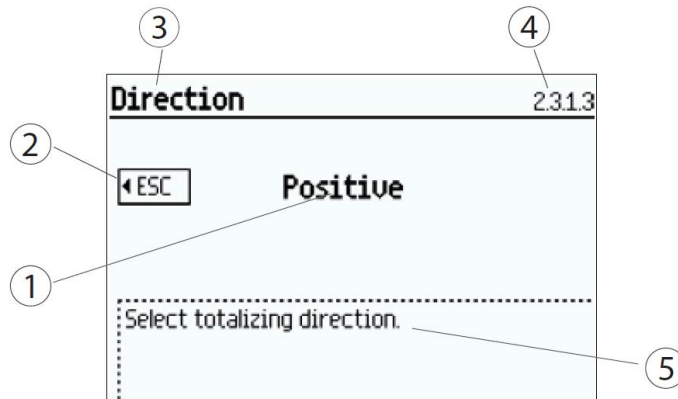 3
4
Direction 2.3.1.3
2
◂ESC Positive
1
Select totalizing direction.
5